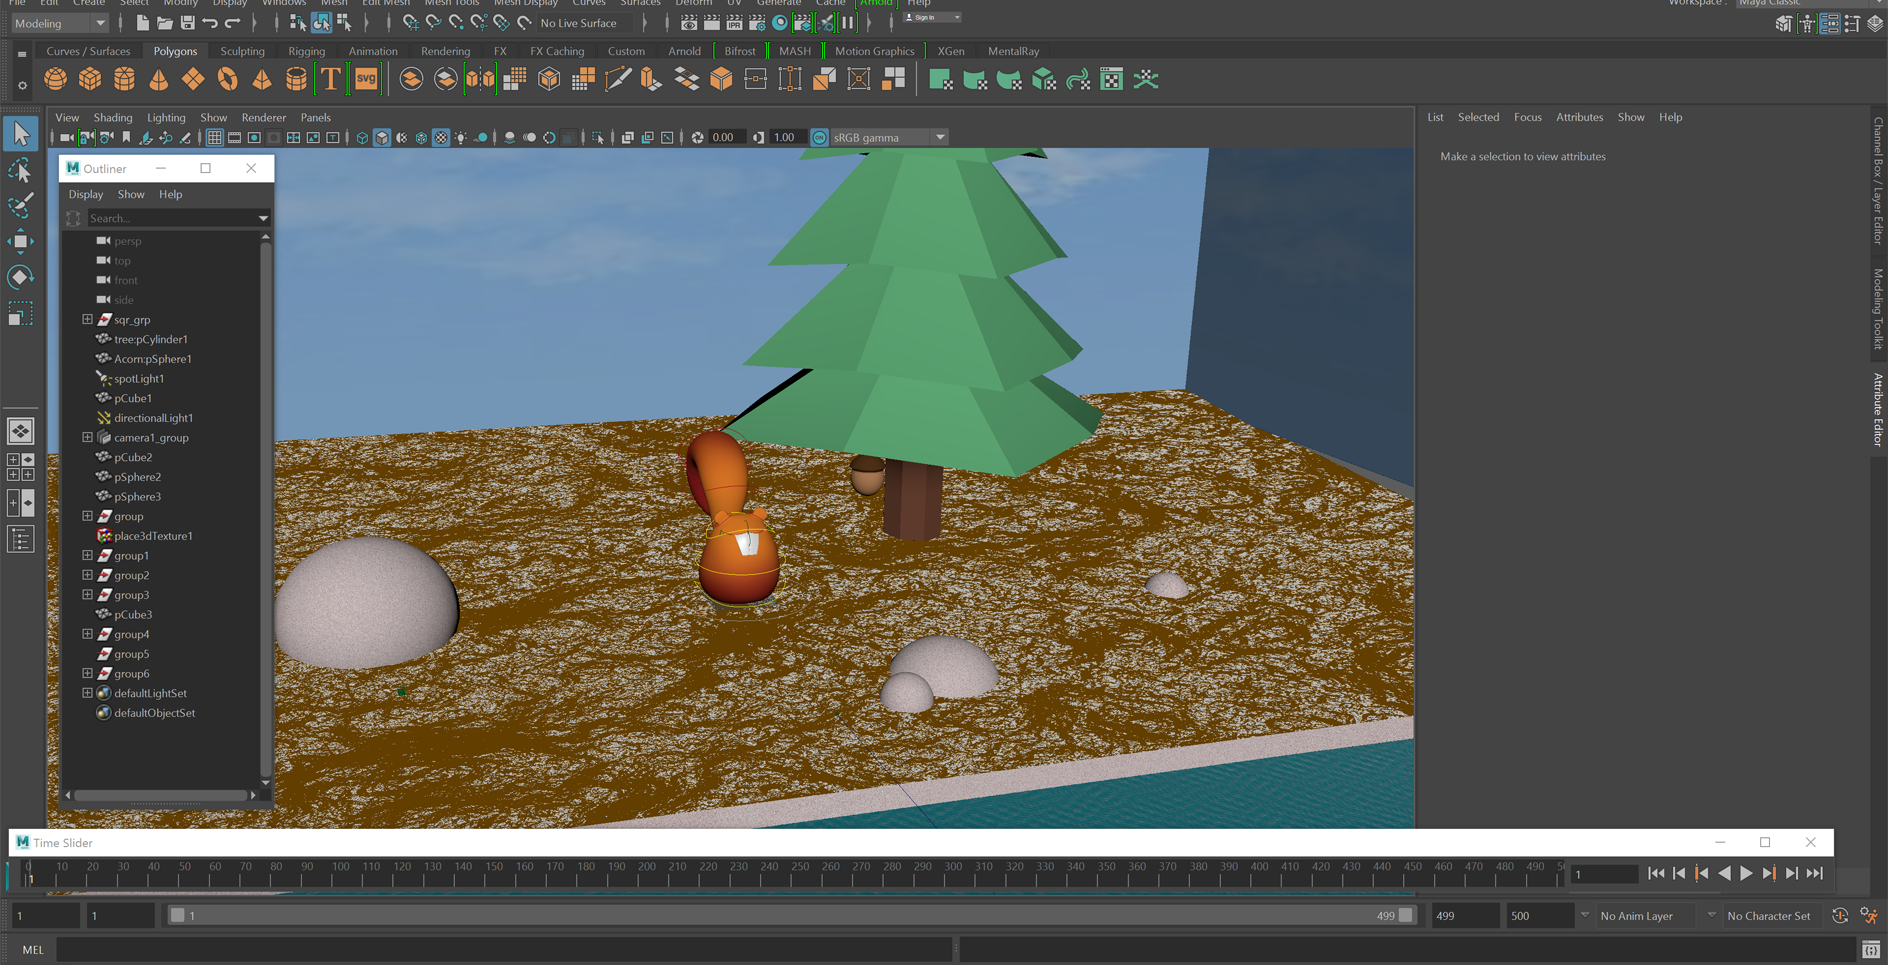 File Edit Create Select Modify Display Windows Mesh Edit Mesh Mesh Tools Mesh Display Curves Surfaces Deform UV Generate Cache Arnold Help
Workspace : Maya Classic
Modeling
No Live Surface
Sign In
Curves / Surfaces Polygons Sculpting Rigging Animation Rendering FX FX Caching Custom Arnold Bifrost MASH Motion Graphics XGen MentalRay
IPR
T
SVG
View Shading Lighting Show Renderer Panels
0.00
1.00
ON
sRGB gamma
List Selected Focus Attributes Show Help
Make a selection to view attributes
Channel Box / Layer Editor
Modeling Toolkit
Attribute Editor
M Outliner
Display Show Help
Search...
persp
top
front
side
sqr_grp
tree:pCylinder1
Acorn:pSphere1
spotLight1
pCube1
directionalLight1
camera1_group
pCube2
pSphere2
pSphere3
group
place3dTexture1
group1
group2
group3
pCube3
group4
group5
group6
defaultLightSet
defaultObjectSet
M Time Slider
0 10 20 30 40 50 60 70 80 90 100 110 120 130 140 150 160 170 180 190 200 210 220 230 240 250 260 270 280 290 300 310 320 330 340 350 360 370 380 390 400 410 420 430 440 450 460 470 480 490
1
1
1
1
1
499
499
500
No Anim Layer
No Character Set
MEL